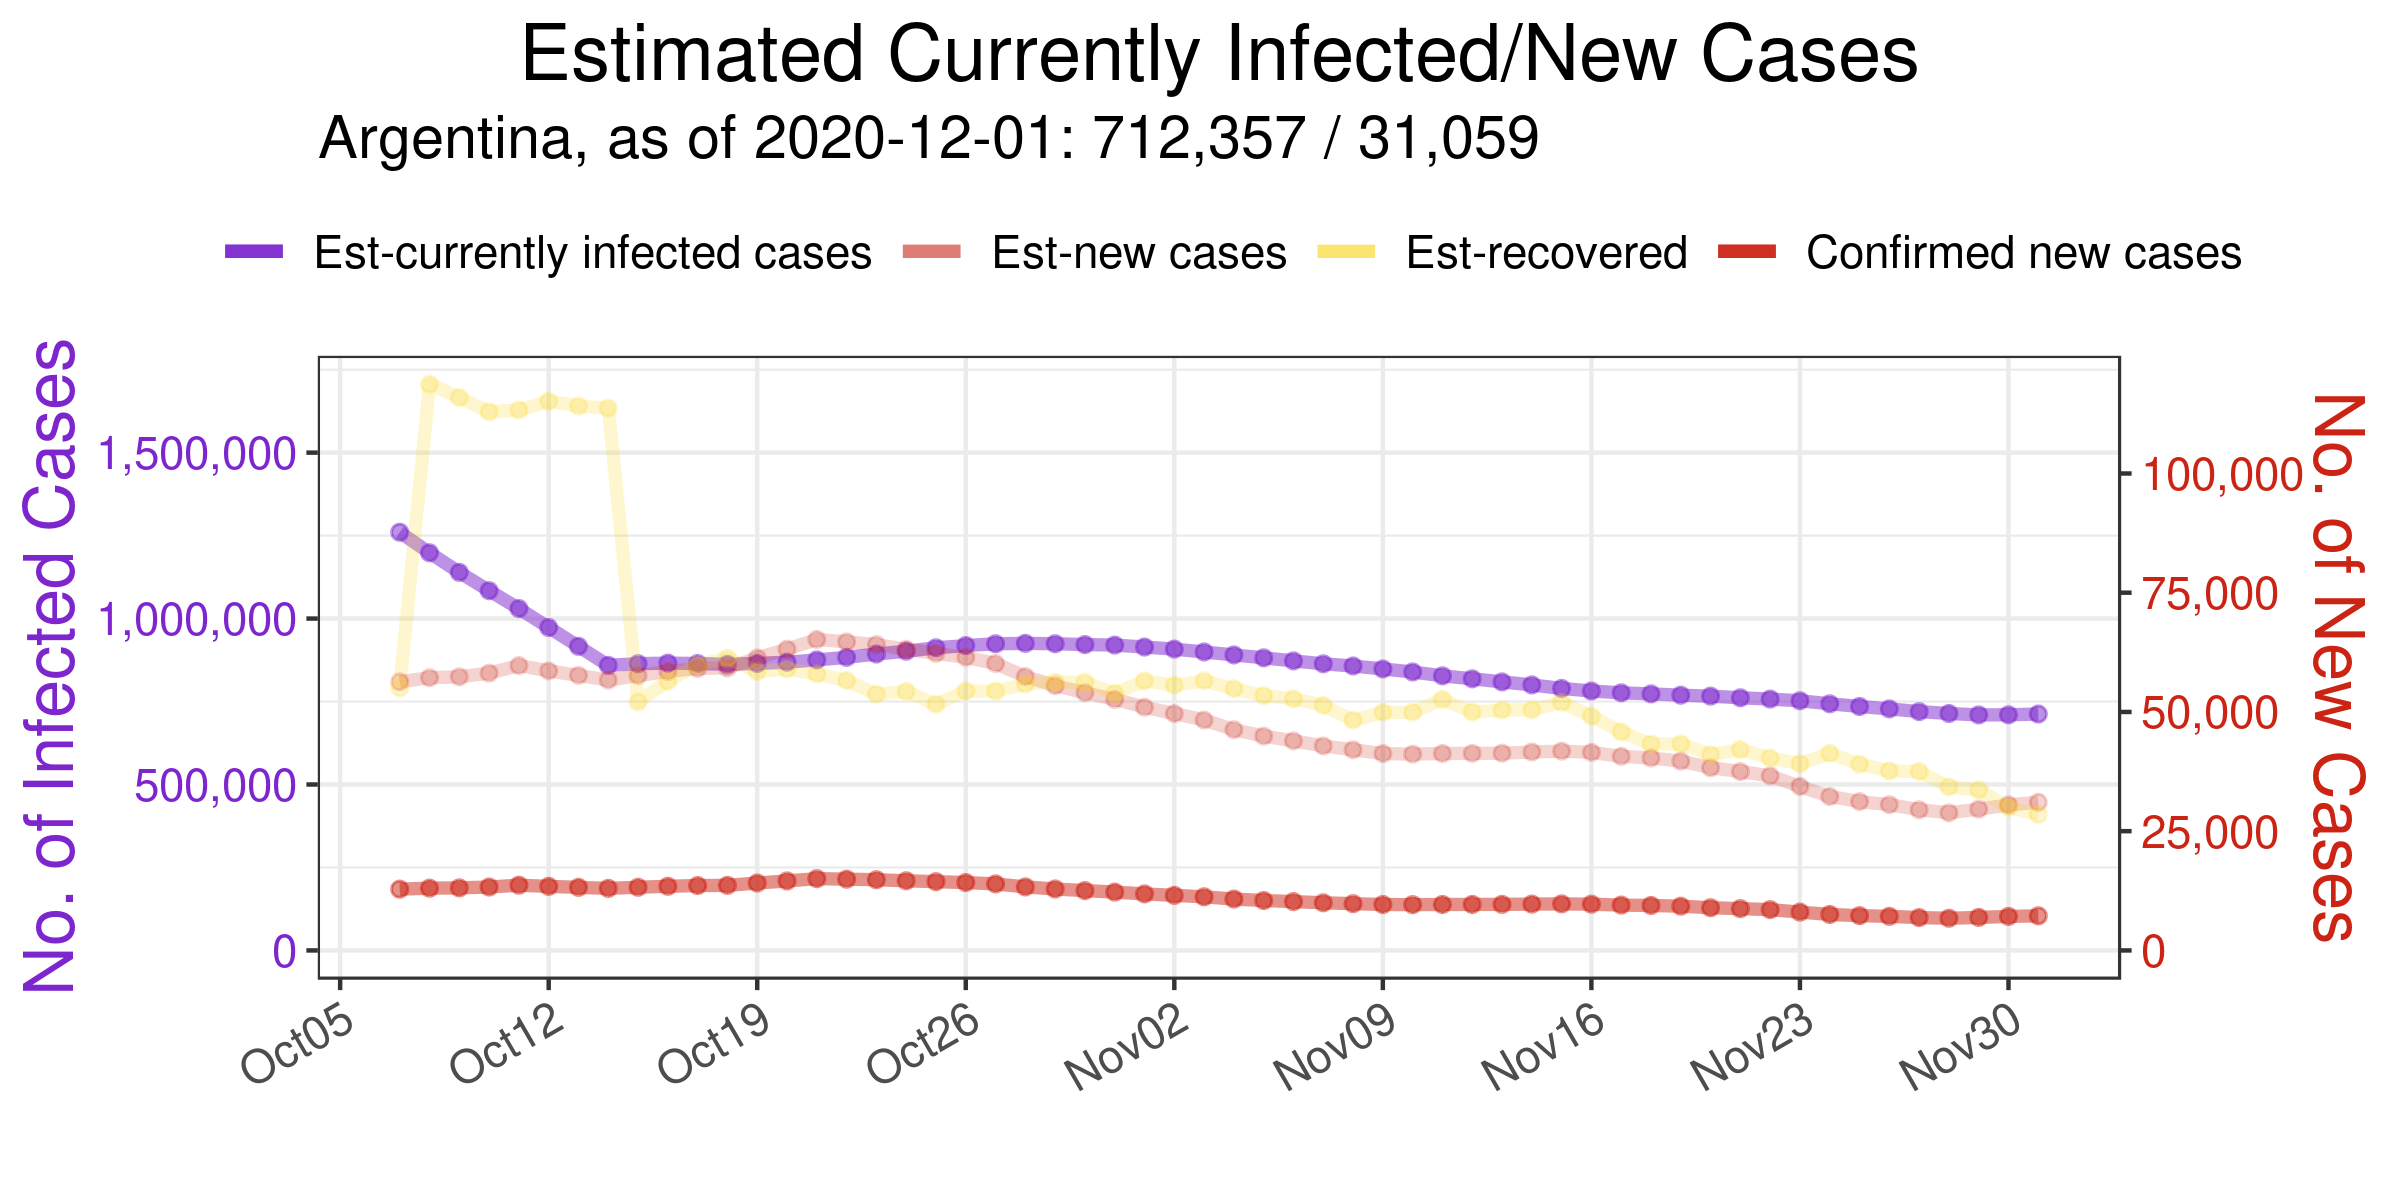 Estimated Currently Infected/New Cases
Argentina, as of 2020-12-01: 712,357 / 31,059
Est-currently infected cases Est-new cases Est-recovered Confirmed new cases
No. of Infected Cases
1,500,000
1,000,000
500,000
0
100,000
75,000
50,000
25,000
0
No. of New Cases
Oct05 Oct12 Oct19 Oct26 Nov02 Nov09 Nov16 Nov23 Nov30